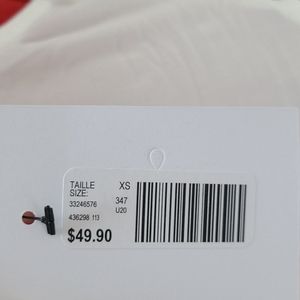 TAILLE XS
SIZE:
33246576 347
436298 113 U20
$49.90